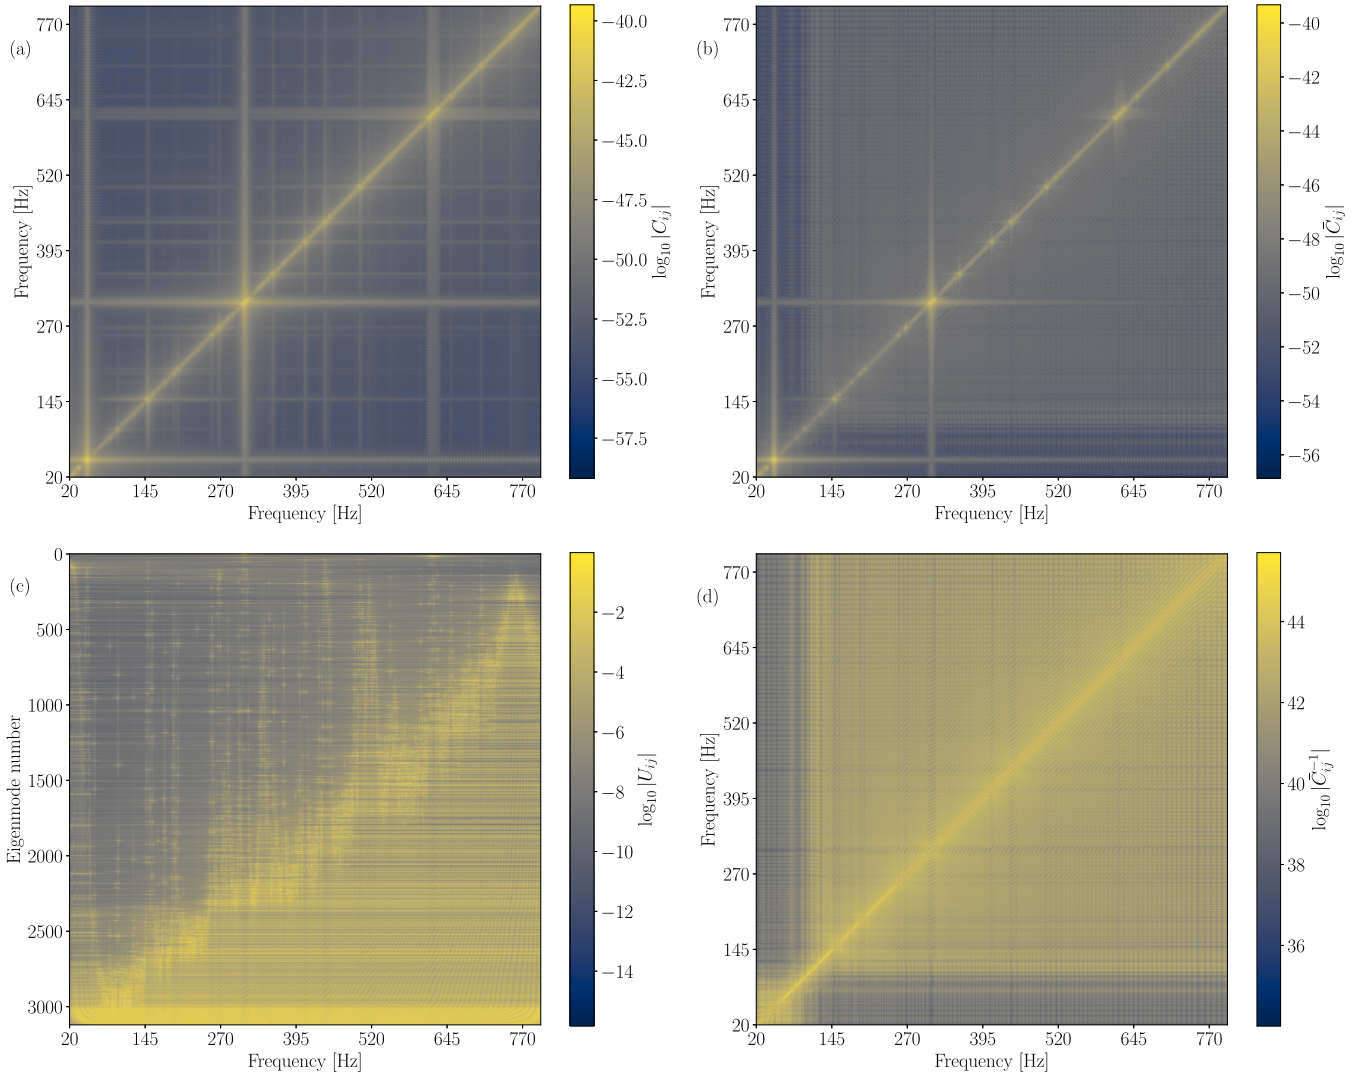 (a)
770
645
520
395
270
145
20
20 145 270 395 520 645 770
Frequency [Hz]
Frequency [Hz]
−40.0
−42.5
−45.0
−47.5
−50.0
−52.5
−55.0
−57.5
log₁₀ |Cᵢⱼ|
(b)
770
645
520
395
270
145
20
20 145 270 395 520 645 770
Frequency [Hz]
Frequency [Hz]
−40
−42
−44
−46
−48
−50
−52
−54
−56
log₁₀ |C̄ᵢⱼ|
(c)
0
500
1000
1500
2000
2500
3000
20 145 270 395 520 645 770
Eigenmode number
Frequency [Hz]
−2
−4
−6
−8
−10
−12
−14
log₁₀ |Uᵢⱼ|
(d)
770
645
520
395
270
145
20
20 145 270 395 520 645 770
Frequency [Hz]
Frequency [Hz]
44
42
40
38
36
log₁₀ |C̄ᵢⱼ⁻¹|